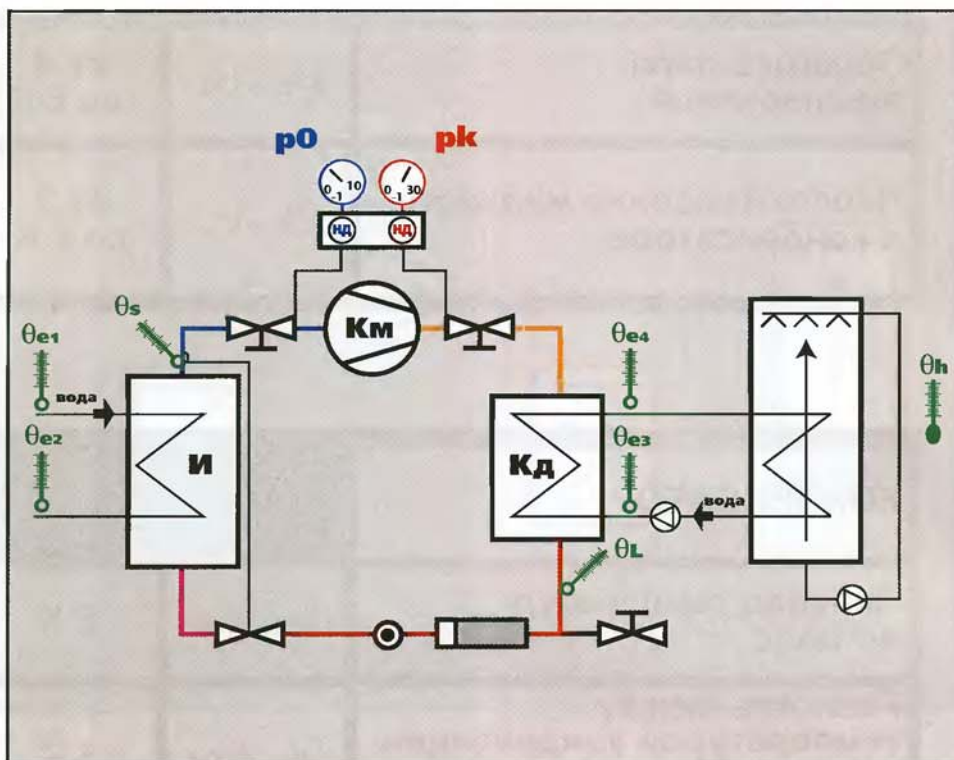 p0 pk
0 -1 10 0 -1 30
НД НД
θs
Км
θe1 θe4
θh
вода
θe2 θe3
И Кд
вода
θL